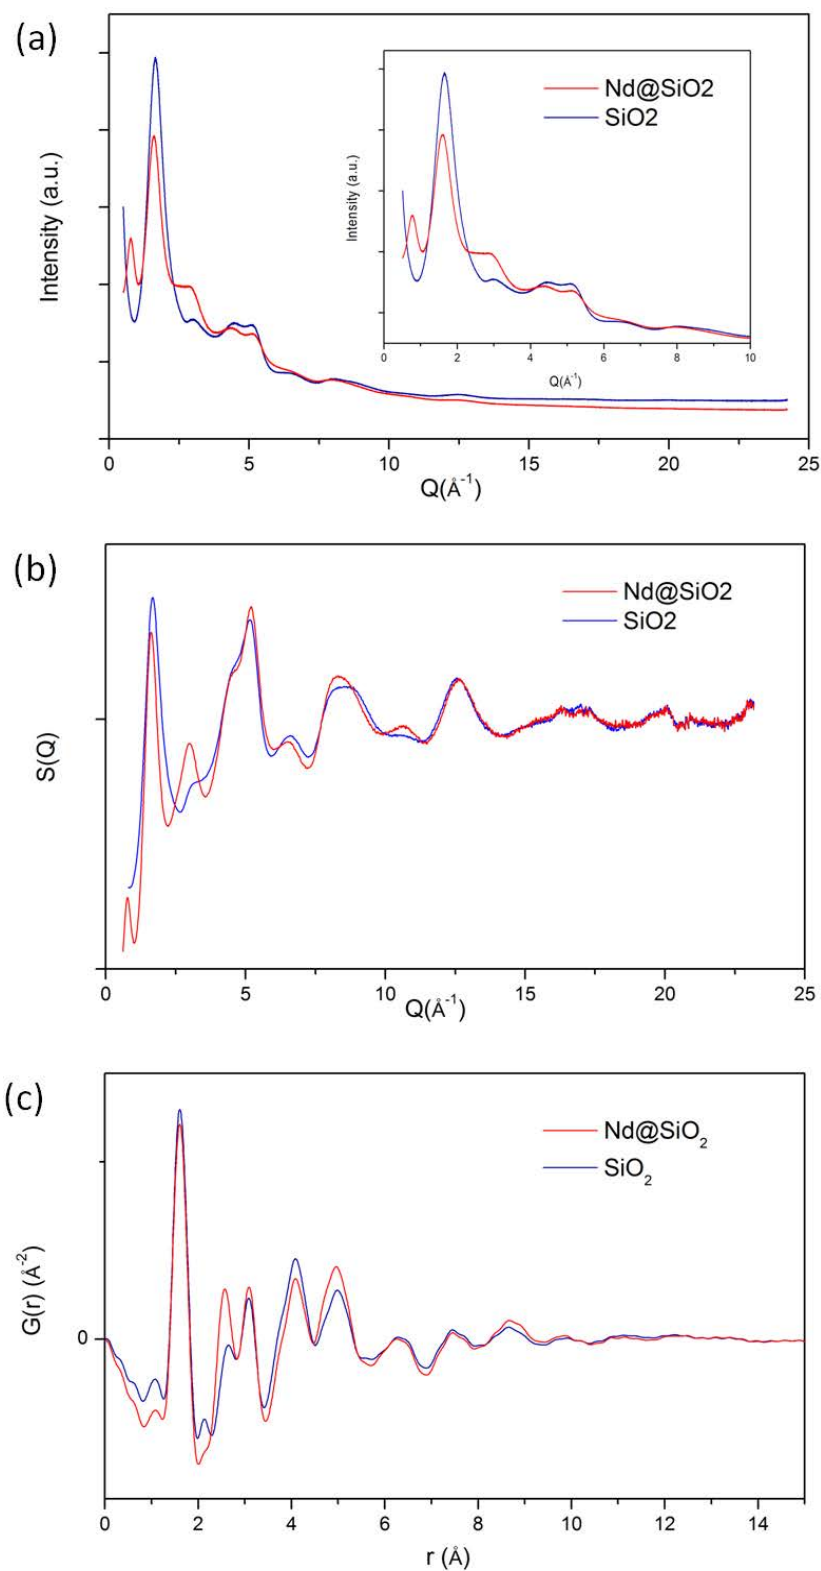 (a)
Intensity (a.u.)
Intensity (a.u.)
Nd@SiO2
SiO2
0 2 4 6 8 10
Q(Å⁻¹)
0 5 10 15 20 25
Q(Å⁻¹)
(b)
S(Q)
Nd@SiO2
SiO2
0 5 10 15 20 25
Q(Å⁻¹)
(c)
G(r) (Å⁻²)
Nd@SiO₂
SiO₂
0
0 2 4 6 8 10 12 14
r (Å)